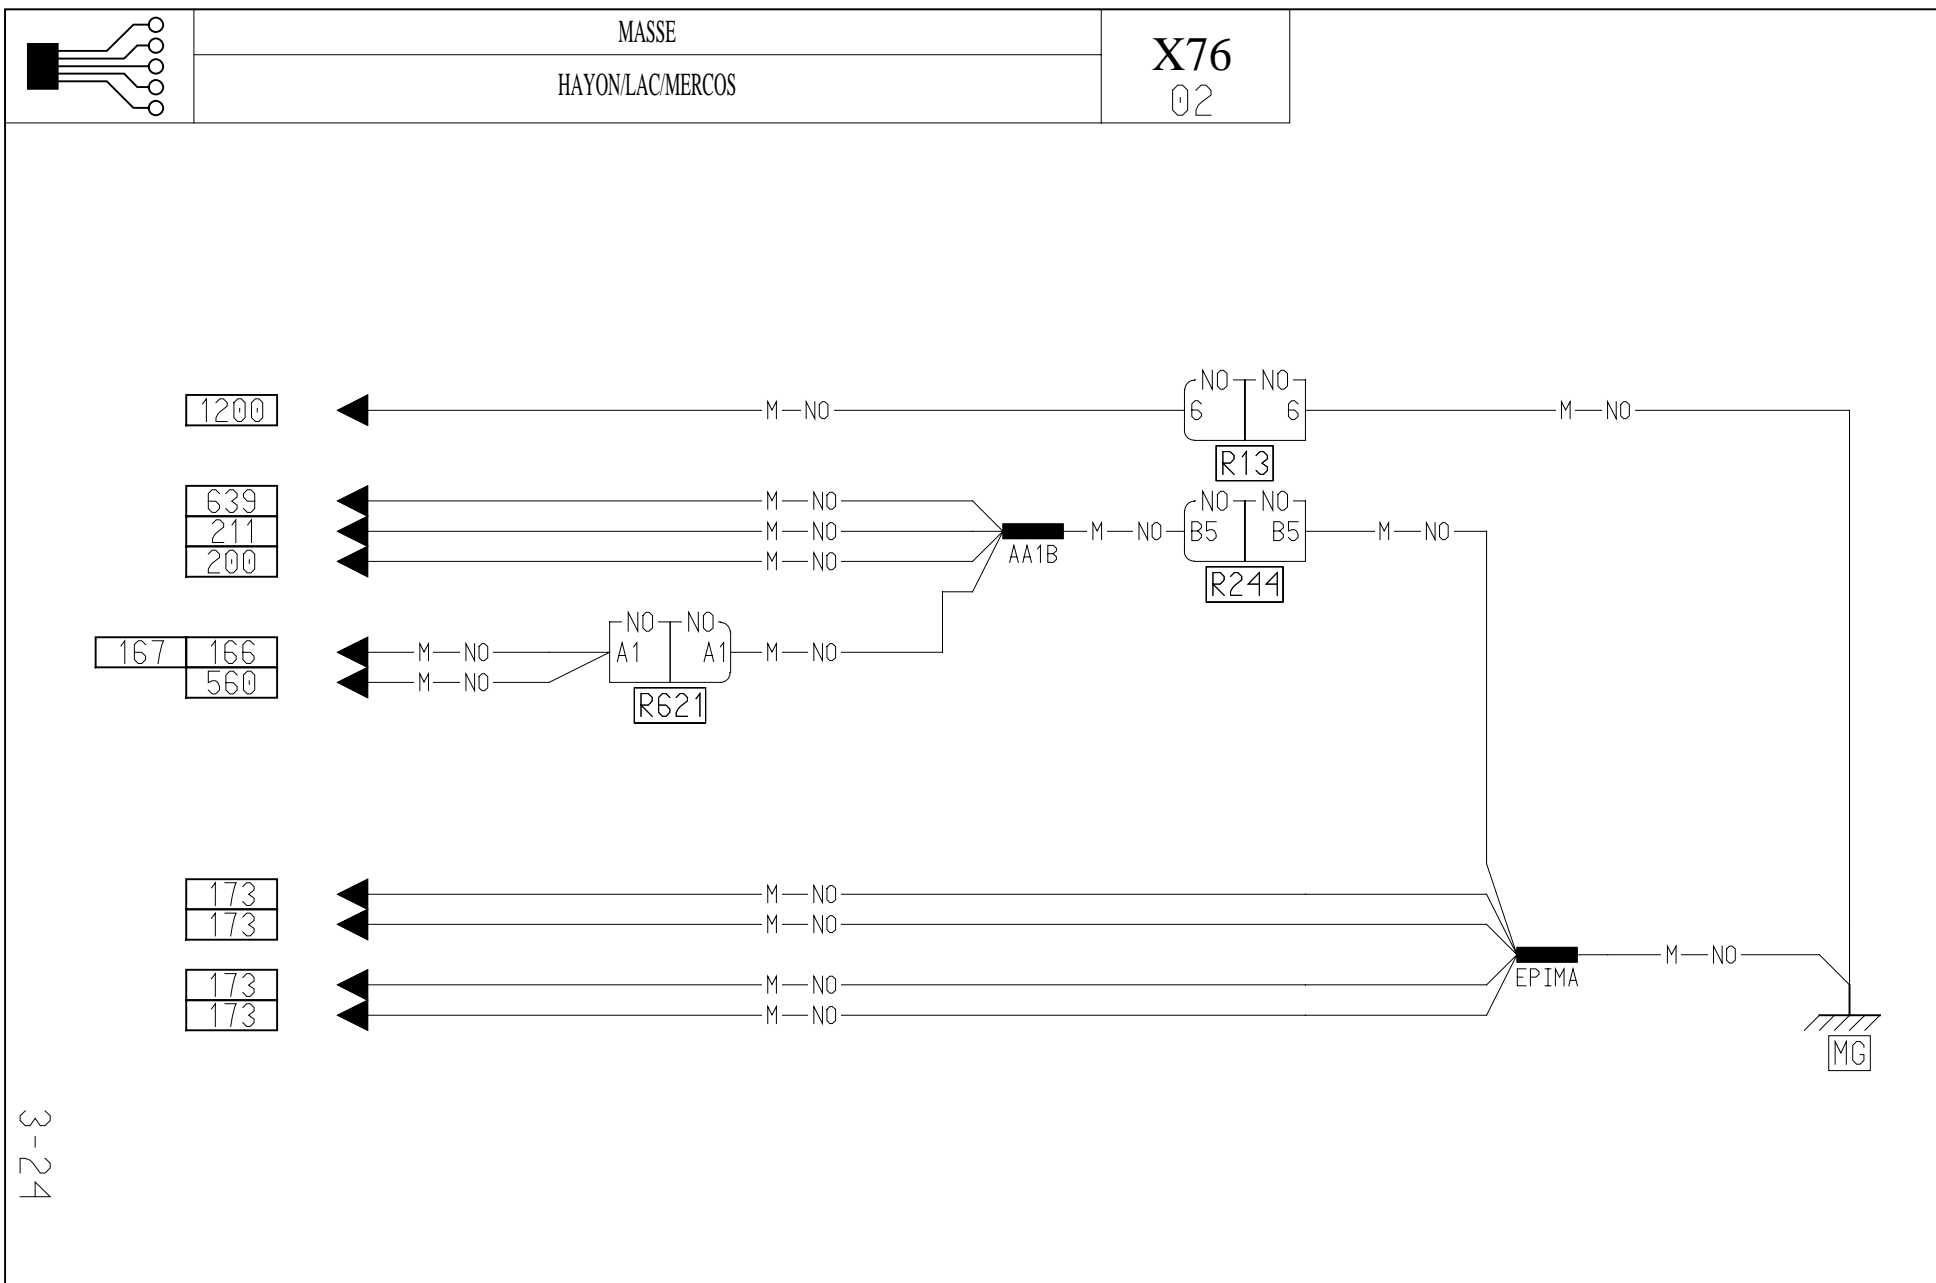 MASSE
HAYON/LAC/MERCOS
X76
02
NO NO
1200 M NO 6 6 M NO
R13
639 M NO NO NO
211 M NO M NO B5 B5 M NO
200 M NO AA1B
R244
NO NO
167 166 M NO A1 A1 M NO
560 M NO
R621
173 M NO
173 M NO
M NO
EPIMA
173 M NO
173 M NO
MG
3-24